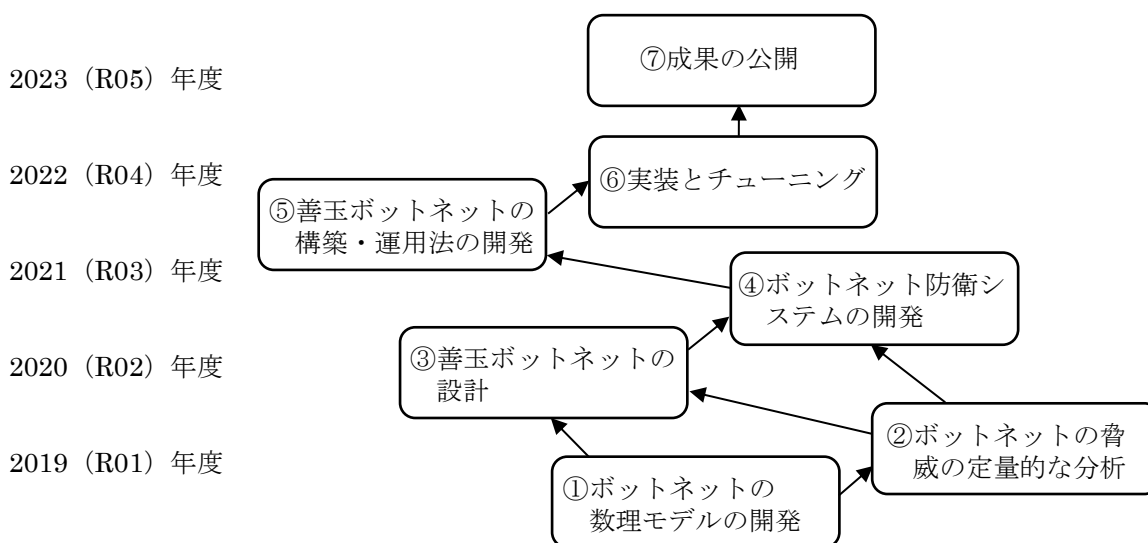 ⑦成果の公開
2023（R05）年度
2022（R04）年度
⑥実装とチューニング
⑤善玉ボットネットの
構築・運用法の開発
2021（R03）年度
④ボットネット防衛シ
ステムの開発
2020（R02）年度
③善玉ボットネットの
設計
②ボットネットの脅
威の定量的な分析
2019（R01）年度
①ボットネットの
数理モデルの開発